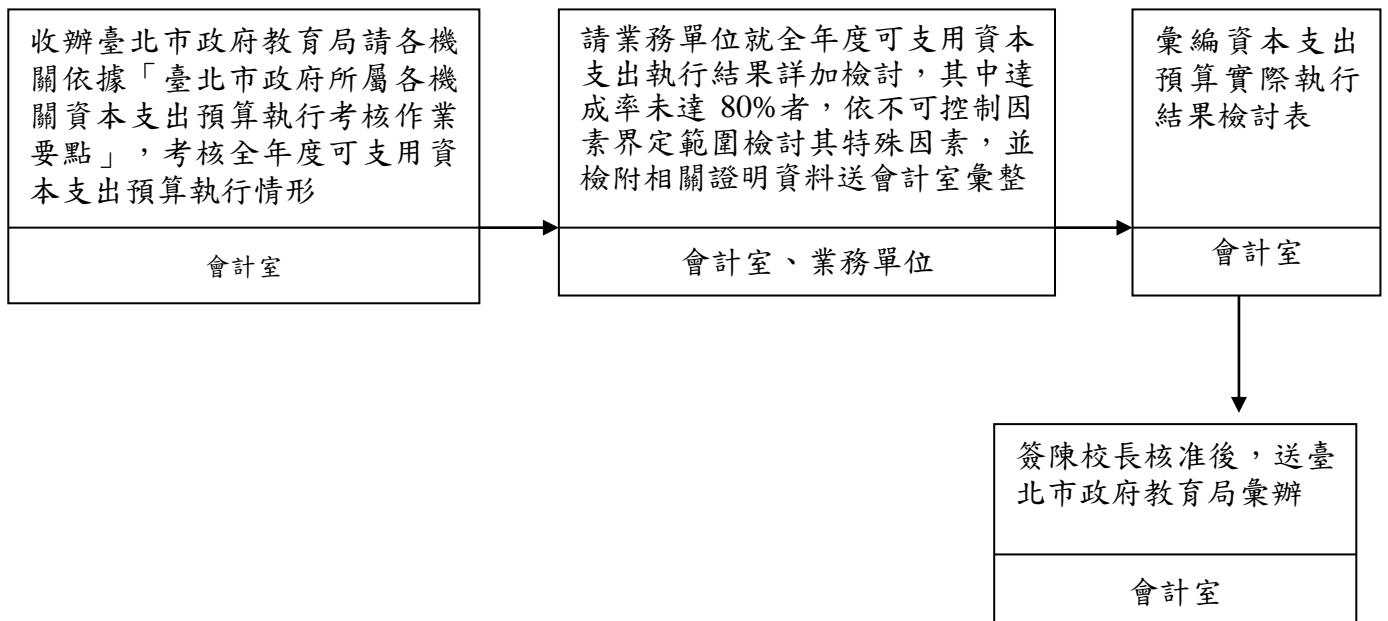 收辦臺北市政府教育局請各機
關依據「臺北市政府所屬各機
關資本支出預算執行考核作業
要點」，考核全年度可支用資
本支出預算執行情形
會計室
請業務單位就全年度可支用資本
支出執行結果詳加檢討，其中達
成率未達 80%者，依不可控制因
素界定範圍檢討其特殊因素，並
檢附相關證明資料送會計室彙整
會計室、業務單位
彙編資本支出
預算實際執行
結果檢討表
會計室
簽陳校長核准後，送臺
北市政府教育局彙辦
會計室